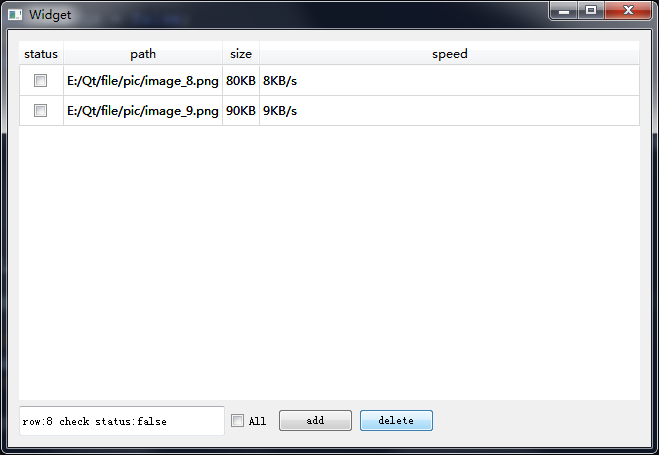 Widget
status path size speed
E:/Qt/file/pic/image_8.png 80KB 8KB/s
E:/Qt/file/pic/image_9.png 90KB 9KB/s
row:8 check status:false All add delete